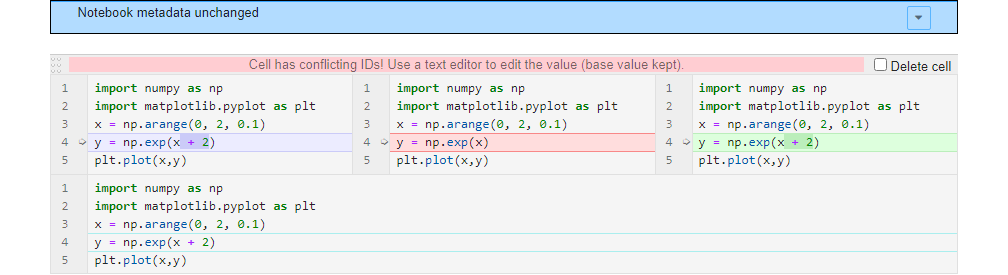 Notebook metadata unchanged
Cell has conflicting IDs! Use a text editor to edit the value (base value kept).
Delete cell
1 import numpy as np
2 import matplotlib.pyplot as plt
3 x = np.arange(0, 2, 0.1)
4 y = np.exp(x + 2)
5 plt.plot(x,y)
1 import numpy as np
2 import matplotlib.pyplot as plt
3 x = np.arange(0, 2, 0.1)
4 y = np.exp(x)
5 plt.plot(x,y)
1 import numpy as np
2 import matplotlib.pyplot as plt
3 x = np.arange(0, 2, 0.1)
4 y = np.exp(x + 2)
5 plt.plot(x,y)
1 import numpy as np
2 import matplotlib.pyplot as plt
3 x = np.arange(0, 2, 0.1)
4 y = np.exp(x + 2)
5 plt.plot(x,y)